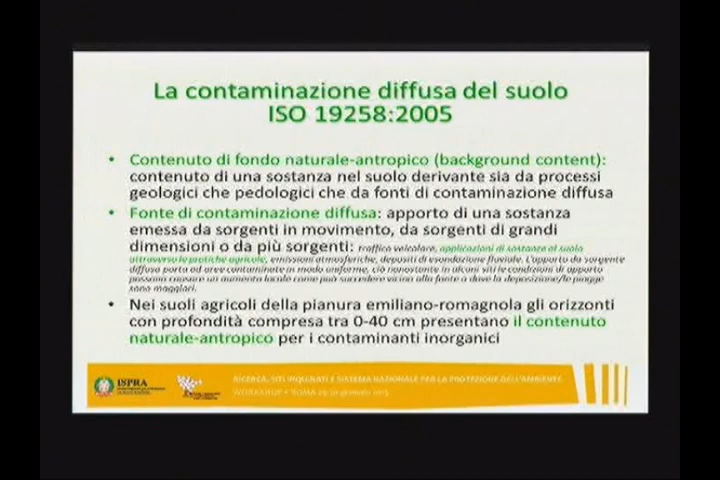 La contaminazione diffusa del suolo
ISO 19258:2005
• Contenuto di fondo naturale-antropico (background content):
contenuto di una sostanza nel suolo derivante sia da processi
geologici che pedologici che da fonti di contaminazione diffusa
• Fonte di contaminazione diffusa: apporto di una sostanza
emessa da sorgenti in movimento, da sorgenti di grandi
dimensioni o da più sorgenti: traffico veicolare, applicazioni di sostanze al suolo
attraverso le pratiche agricole, emissioni atmosferiche, depositi di esondazione fluviale. L'apporto da sorgente
diffusa porta ad aree contaminate in modo uniforme, ciò nonostante in alcuni siti le condizioni di apporto
possono causare un aumento locale come può succedere vicino alla fonte o dove la deposizione/le piogge
sono maggiori.
• Nei suoli agricoli della pianura emiliano-romagnola gli orizzonti
con profondità compresa tra 0-40 cm presentano il contenuto
naturale-antropico per i contaminanti inorganici
ISPRA
RICERCA, SITI INQUINATI E SISTEMA NAZIONALE PER LA PROTEZIONE DELL'AMBIENTE
WORKSHOP • ROMA